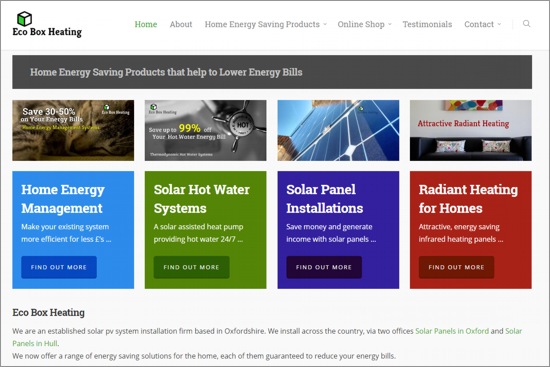 Eco Box Heating
Home About Home Energy Saving Products Online Shop Testimonials Contact
Home Energy Saving Products that help to Lower Energy Bills
Save 30-50%
on Your Energy Bills
Home Energy Management Systems
Eco Box Heating
Eco Box Heating
Save up to 99% off
Your Hot Water Energy Bill
Thermodynamic Hot Water Systems
HOT
Attractive Radiant Heating
Home Energy
Management
Make your existing system
more efficient for less £'s ...
FIND OUT MORE
Solar Hot Water
Systems
A solar assisted heat pump
providing hot water 24/7 ...
FIND OUT MORE
Solar Panel
Installations
Save money and generate
income with solar panels ...
FIND OUT MORE
Radiant Heating
for Homes
Attractive, energy saving
infrared heating panels ...
FIND OUT MORE
Eco Box Heating
We are an established solar pv system installation firm based in Oxfordshire. We install across the country, via two offices Solar Panels in Oxford and Solar
Panels in Hull.
We now offer a range of energy saving solutions for the home, each of them guaranteed to reduce your energy bills.